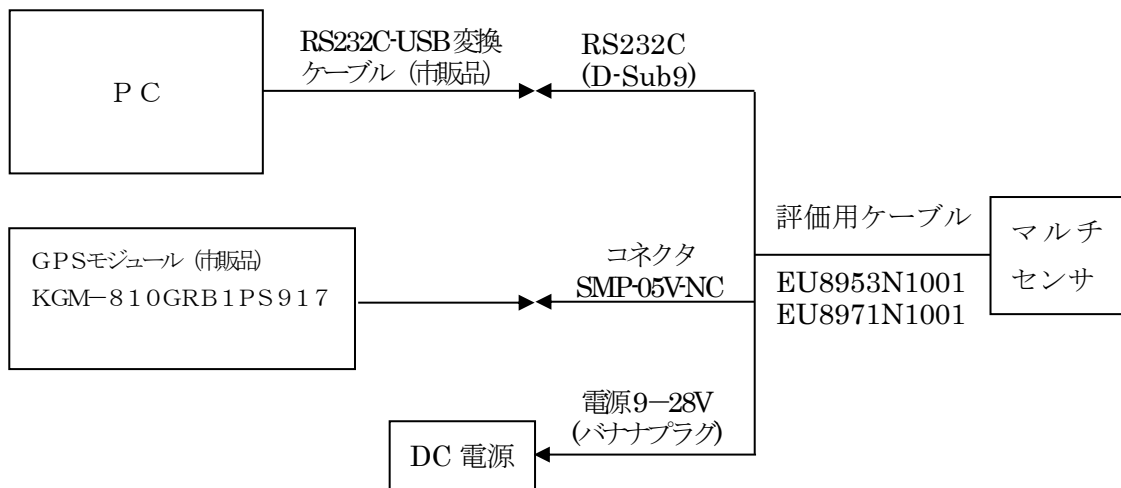 PC
RS232C-USB変換
ケーブル（市販品）
RS232C
(D-Sub9)
GPSモジュール（市販品）
KGM－810GRB1PS917
コネクタ
SMP-05V-NC
評価用ケーブル
EU8953N1001
EU8971N1001
マルチ
センサ
電源9－28V
(バナナプラグ)
DC 電源